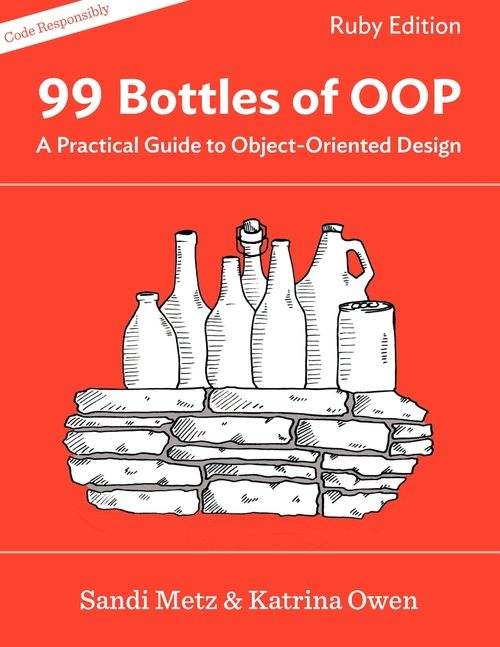 Code Responsibly
Ruby Edition
99 Bottles of OOP
A Practical Guide to Object-Oriented Design
Sandi Metz & Katrina Owen